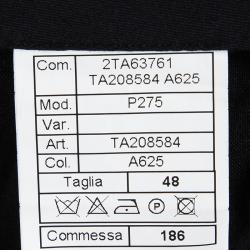 Com. 2TA63761
TA208584 A625
Mod. P275
Var.
Art. TA208584
Col. A625
Taglia 48
P
Commessa 186